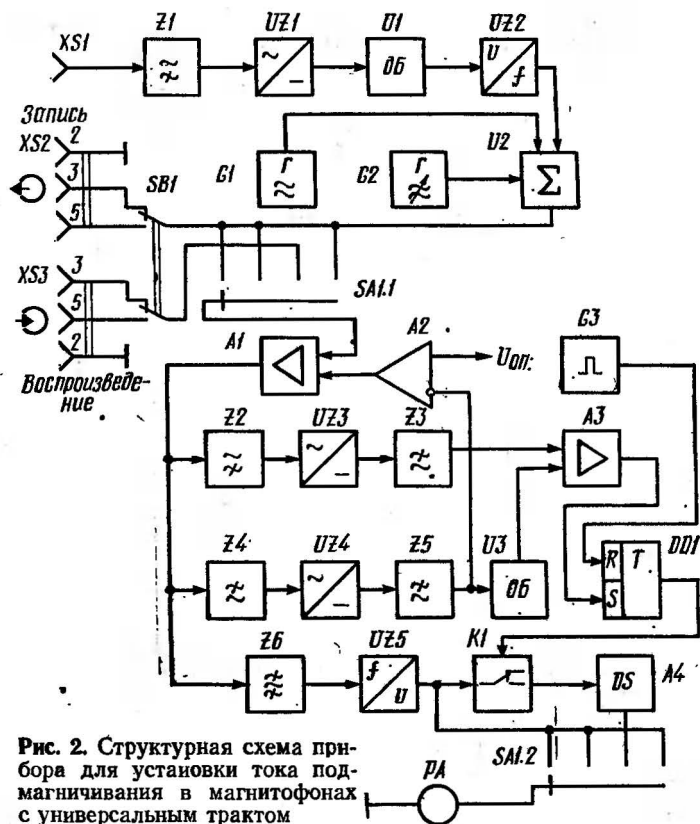 Z1 UZ1 U1 UZ2
XS1 ~ – ОБ U f
Запись
XS2 2 U2
3 SB1 G1 Г G2 Г Σ
5
XS3 3 SA1.1
5 A1 A2 G3
2 Uоп.
Воспроизведе-
ние
Z2 UZ3 Z3 A3
~ –
Z4 UZ4 Z5 U3 DD1
~ – ОБ R T
S
Z6 UZ5 K1
f U DS A4
SA1.2
PA
Рис. 2. Структурная схема при-
бора для установки тока под-
магничивания в магнитофонах
с универсальным трактом